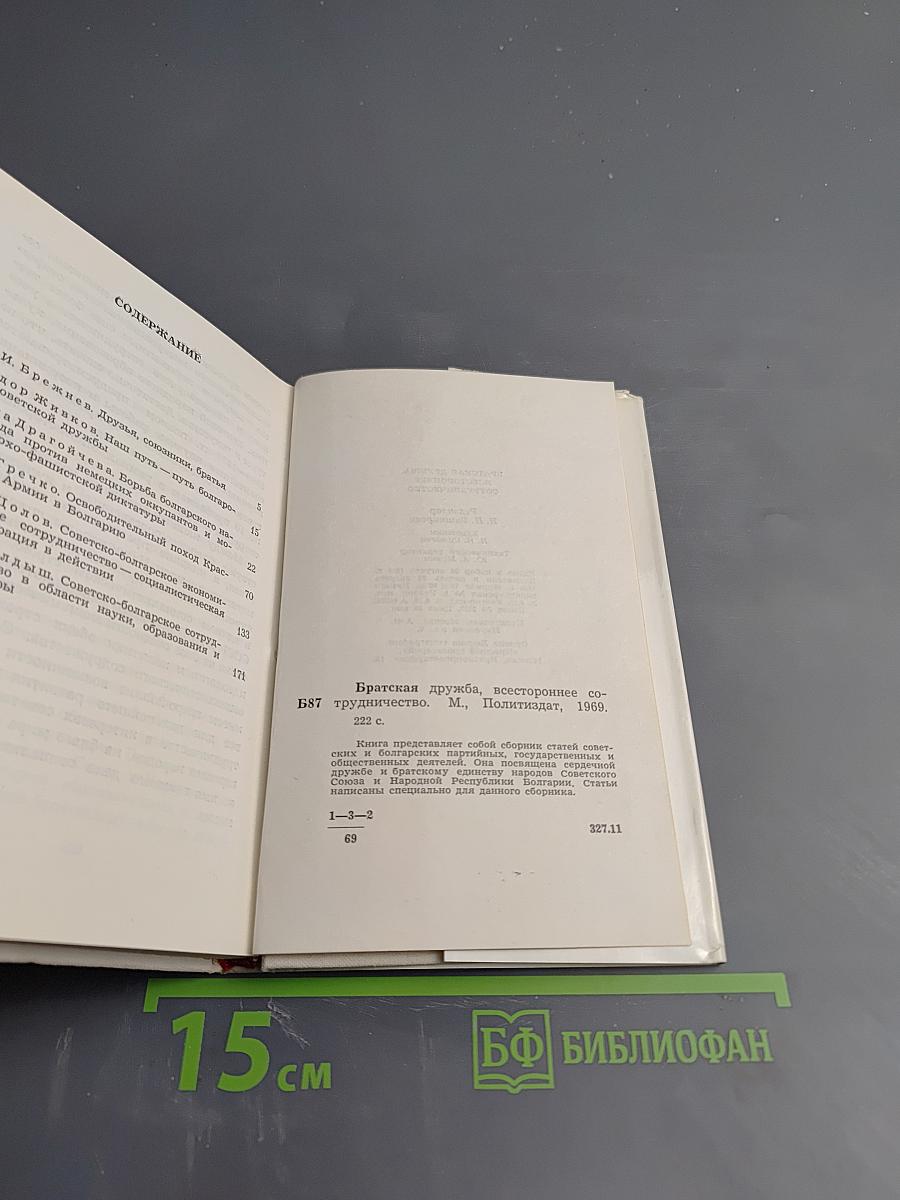 СОДЕРЖАНИЕ
И. Брежнев. Друзья, союзники, братья 5
дор Живков. Наш путь — путь болгаро-
оветской дружбы 15
а Драгойчева. Борьба болгарского на-
да против немецких оккупантов и мо-
рхо-фашистской диктатуры 22
Гречко. Освободительный поход Крас-
Армии в Болгарию 70
Цолов. Советско-болгарское экономи-
е сотрудничество — социалистическая
рация в действии 133
лдыш. Советско-болгарское сотруд-
во в области науки, образования и
ры 171
Братская дружба, всестороннее со-
Б87 трудничество. М., Политиздат, 1969.
222 с.
Книга представляет собой сборник статей совет-
ских и болгарских партийных, государственных и
общественных деятелей. Она посвящена сердечной
дружбе и братскому единству народов Советского
Союза и Народной Республики Болгарии. Статьи
написаны специально для данного сборника.
1—3—2
69
327.11
15 см
БФ БИБЛИОФАН